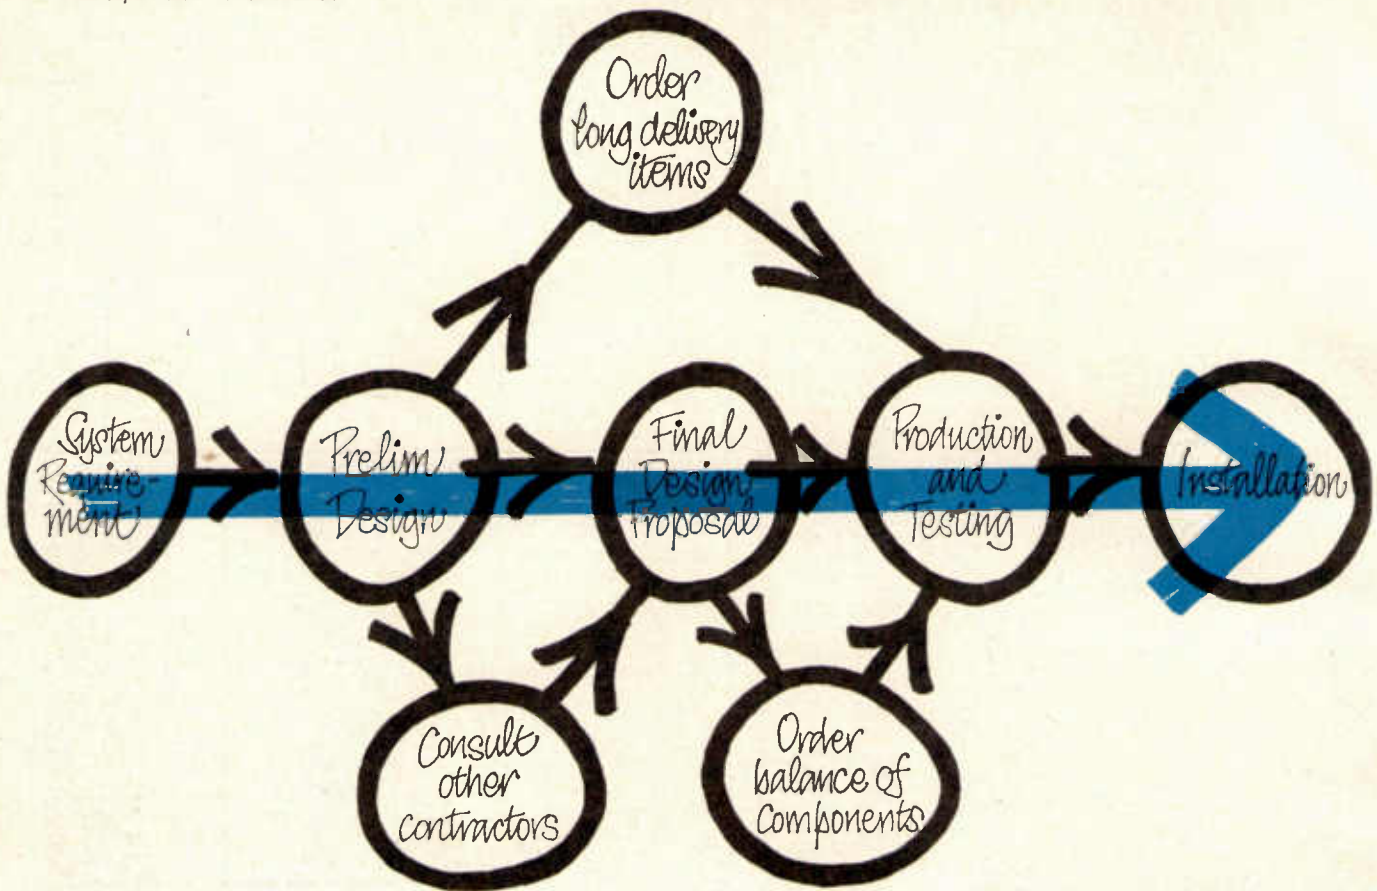 Order
long delivery
items
System
Require-
ment
Prelim
Design
Final
Design
Proposal
Production
and
Testing
Installation
Consult
other
contractors
Order
balance of
Components